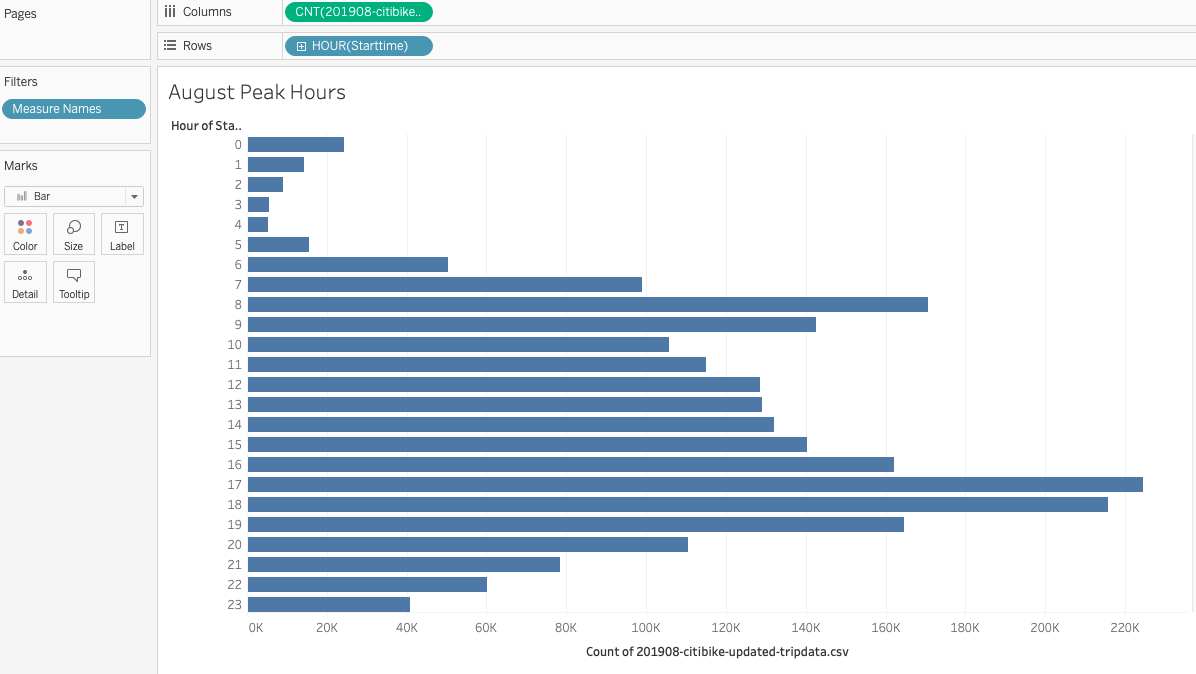 Pages
Columns
CNT(201908-citibike..
Rows
HOUR(Starttime)
Filters
Measure Names
Marks
Bar
Color
Size
Label
Detail
Tooltip
August Peak Hours
Hour of Sta..
0
1
2
3
4
5
6
7
8
9
10
11
12
13
14
15
16
17
18
19
20
21
22
23
0K 20K 40K 60K 80K 100K 120K 140K 160K 180K 200K 220K
Count of 201908-citibike-updated-tripdata.csv